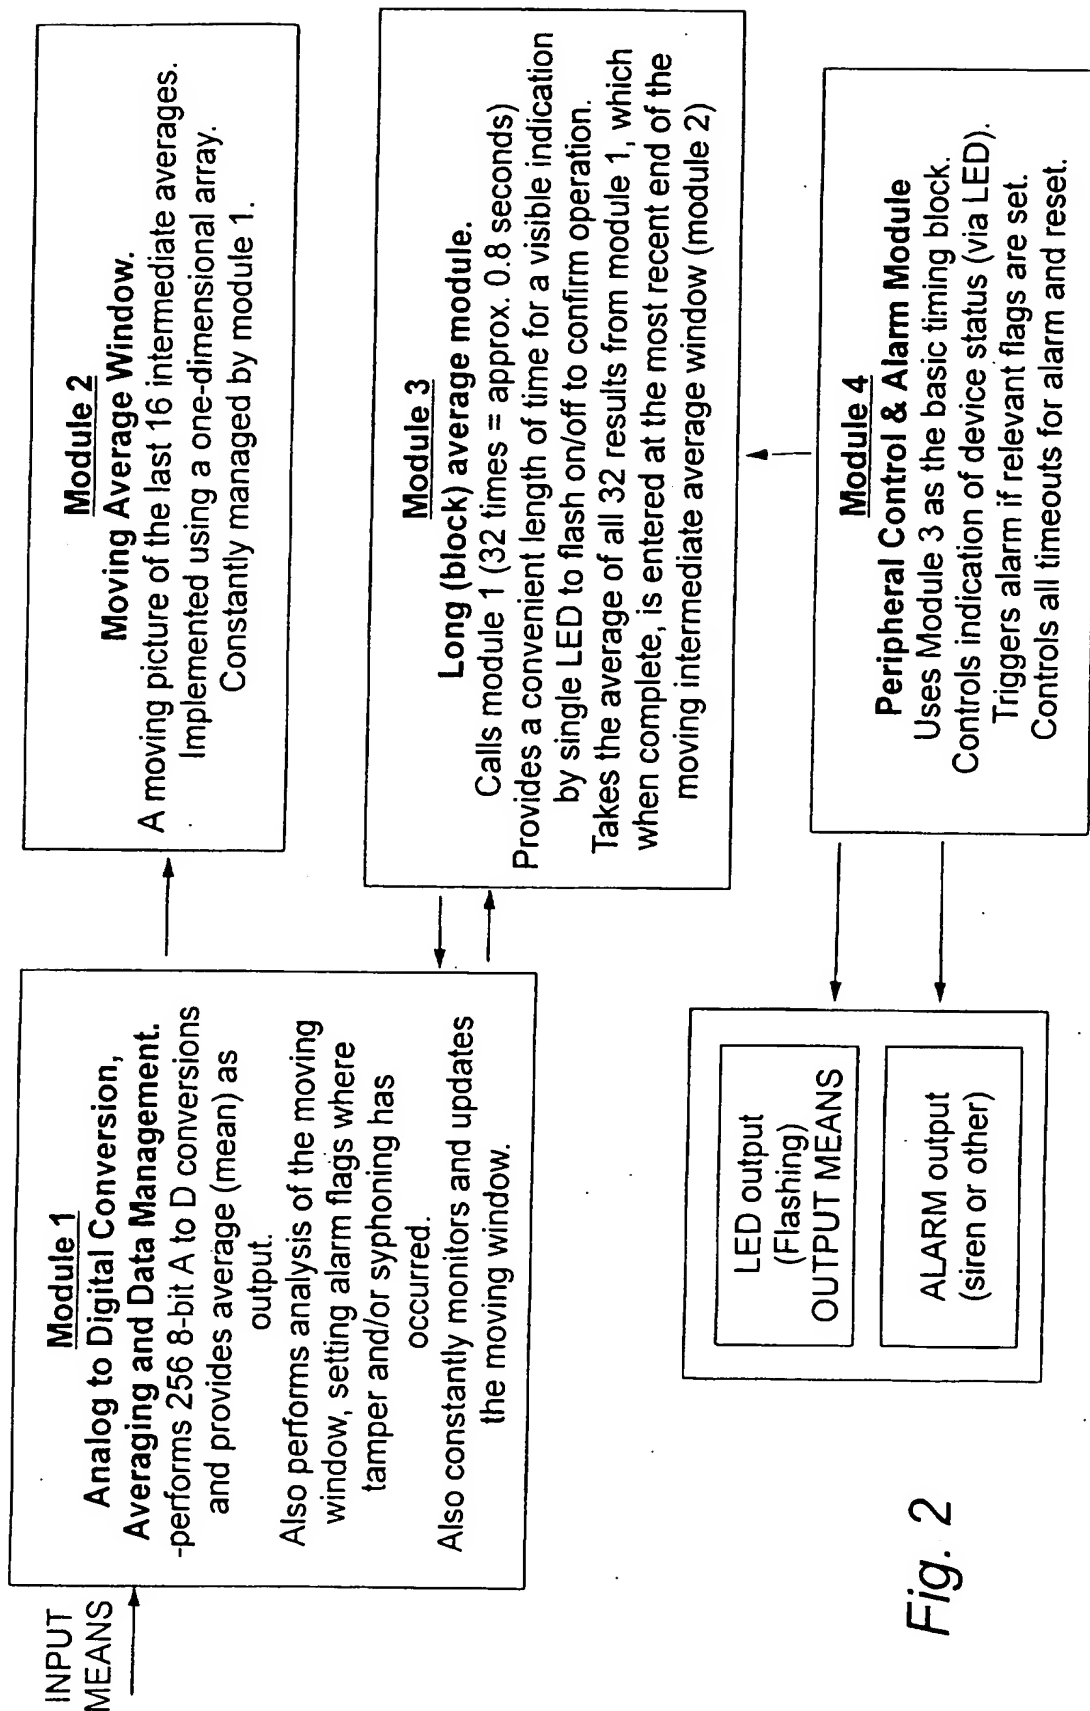 INPUT
MEANS
Module 1
Analog to Digital Conversion,
Averaging and Data Management.
-performs 256 8-bit A to D conversions
and provides average (mean) as
output.
Also performs analysis of the moving
window, setting alarm flags where
tamper and/or syphoning has
occurred.
Also constantly monitors and updates
the moving window.
Module 2
Moving Average Window.
A moving picture of the last 16 intermediate averages.
Implemented using a one-dimensional array.
Constantly managed by module 1.
Module 3
Long (block) average module.
Calls module 1 (32 times = approx. 0.8 seconds)
Provides a convenient length of time for a visible indication
by single LED to flash on/off to confirm operation.
Takes the average of all 32 results from module 1, which
when complete, is entered at the most recent end of the
moving intermediate average window (module 2)
Module 4
Peripheral Control & Alarm Module
Uses Module 3 as the basic timing block.
Controls indication of device status (via LED).
Triggers alarm if relevant flags are set.
Controls all timeouts for alarm and reset.
LED output
(Flashing)
OUTPUT MEANS
ALARM output
(siren or other)
Fig. 2